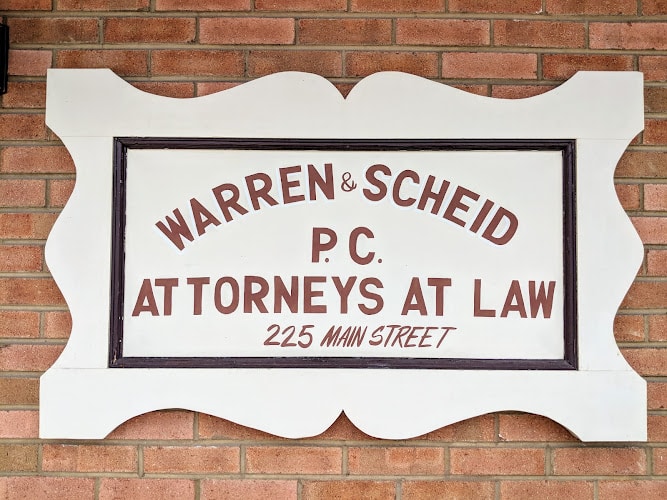 WARREN & SCHEID
P.C.
ATTORNEYS AT LAW
225 MAIN STREET